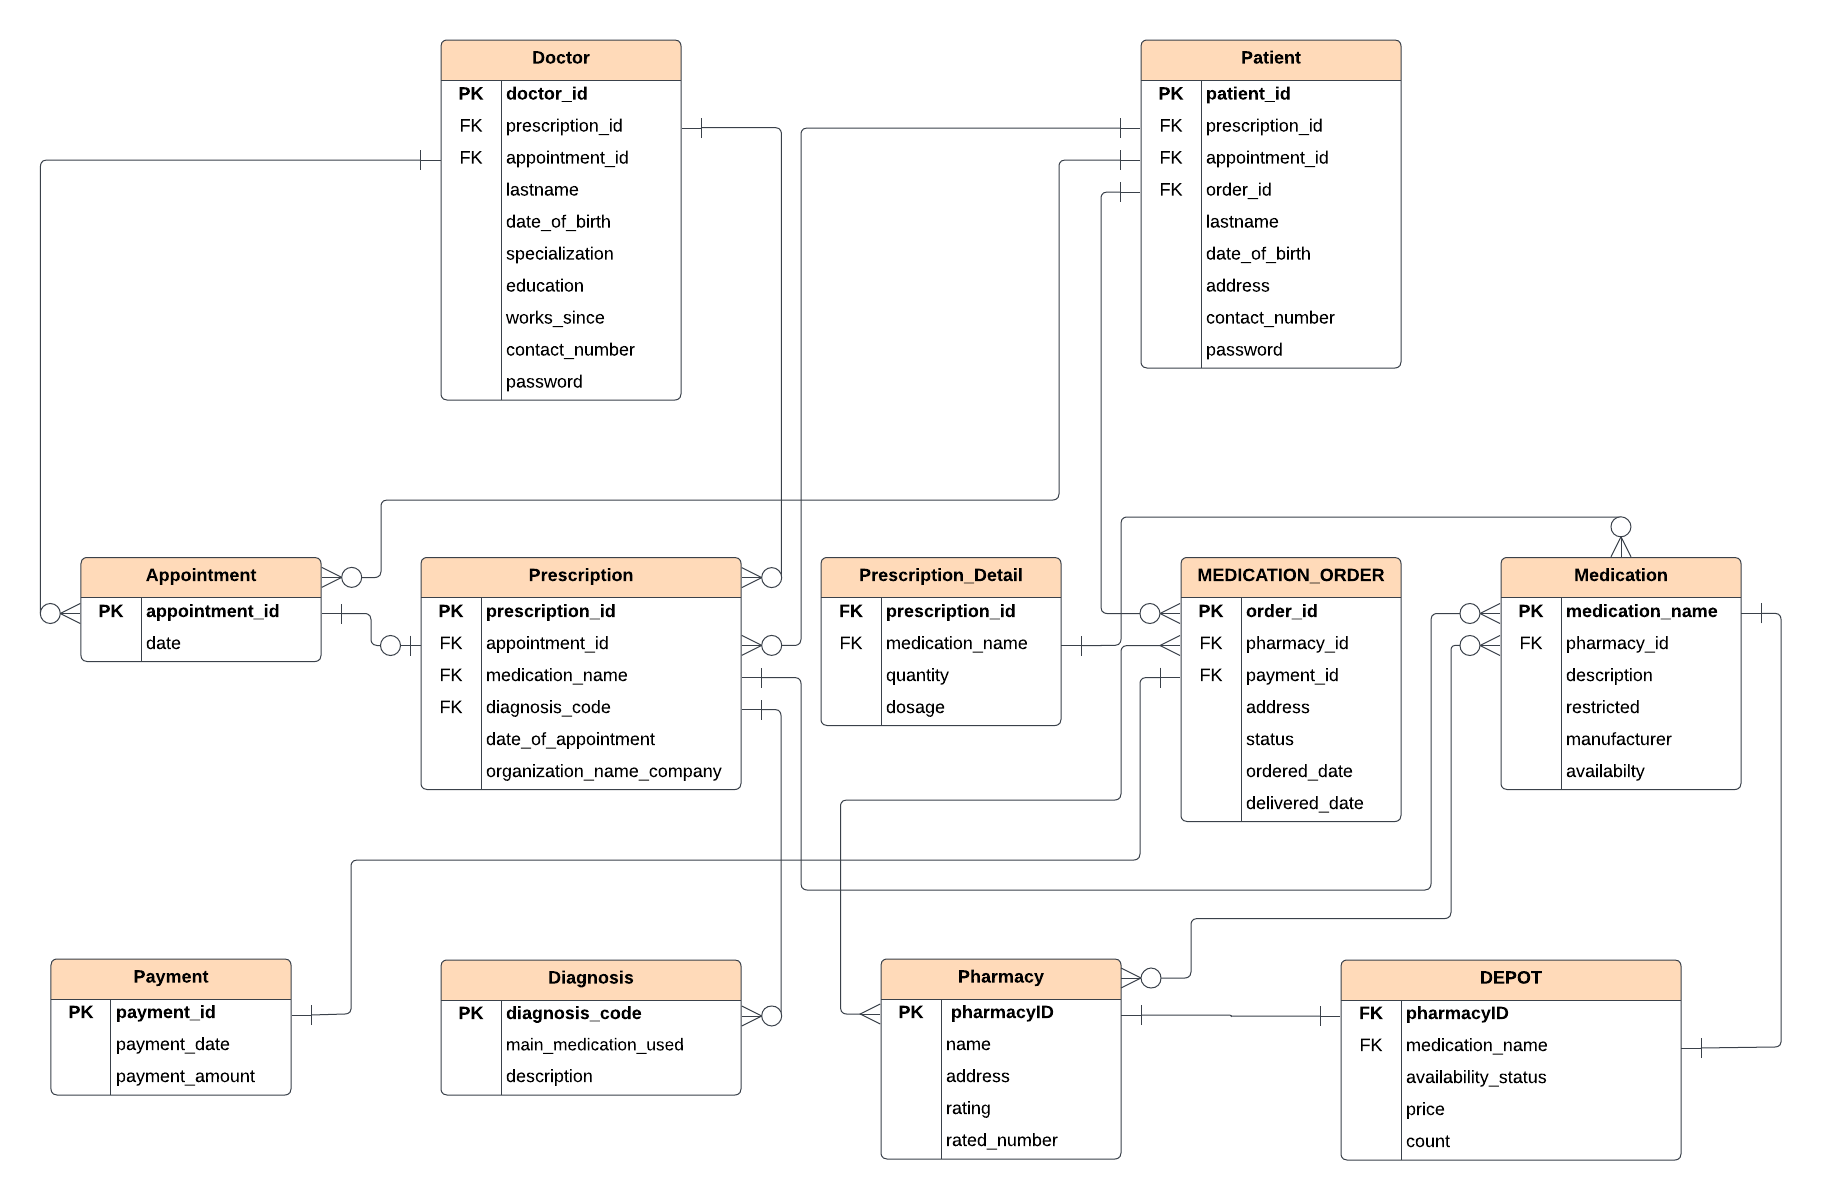 Doctor
PK doctor_id
FK prescription_id
FK appointment_id
lastname
date_of_birth
specialization
education
works_since
contact_number
password
Patient
PK patient_id
FK prescription_id
FK appointment_id
FK order_id
lastname
date_of_birth
address
contact_number
password
Appointment
PK appointment_id
date
Prescription
PK prescription_id
FK appointment_id
FK medication_name
FK diagnosis_code
date_of_appointment
organization_name_company
Prescription_Detail
FK prescription_id
FK medication_name
quantity
dosage
MEDICATION_ORDER
PK order_id
FK pharmacy_id
FK payment_id
address
status
ordered_date
delivered_date
Medication
PK medication_name
FK pharmacy_id
description
restricted
manufacturer
availabilty
Payment
PK payment_id
payment_date
payment_amount
Diagnosis
PK diagnosis_code
main_medication_used
description
Pharmacy
PK pharmacyID
name
address
rating
rated_number
DEPOT
FK pharmacyID
FK medication_name
availability_status
price
count